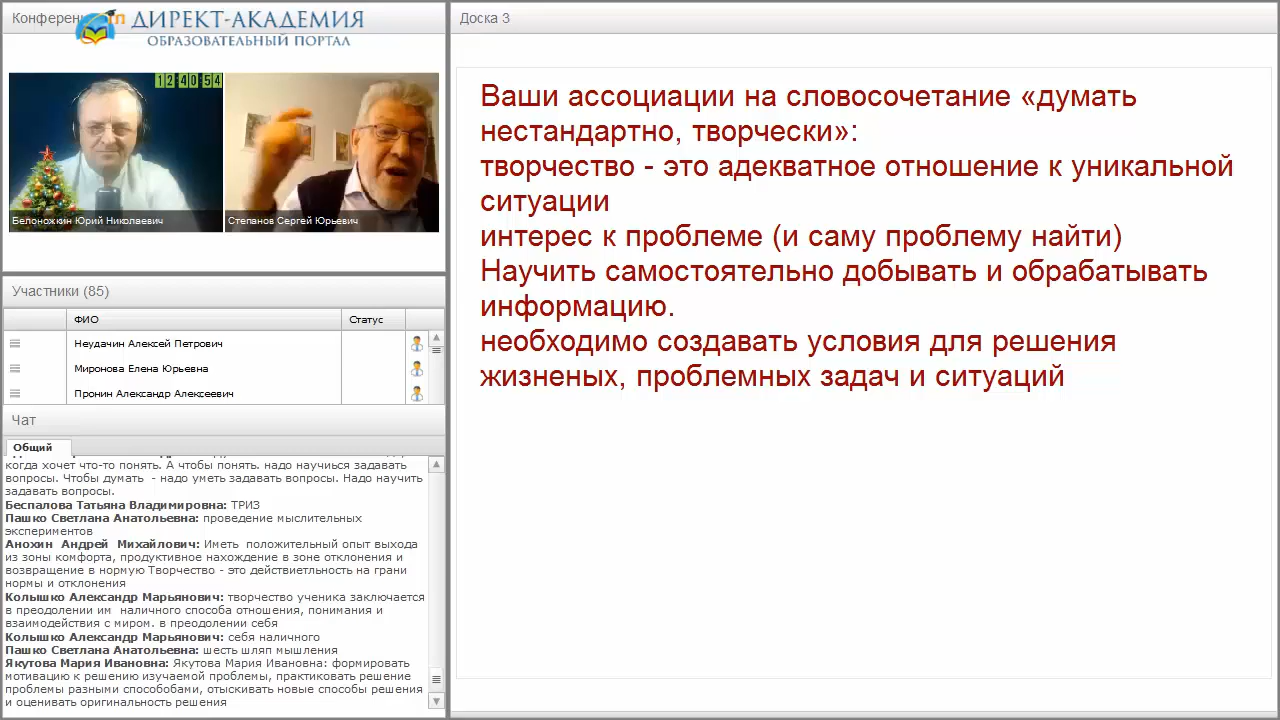 Конференц
ДИРЕКТ-АКАДЕМИЯ
ОБРАЗОВАТЕЛЬНЫЙ ПОРТАЛ
12:40:54
Белоножкин Юрий Николаевич
Степанов Сергей Юрьевич
Участники (85)
ФИО Статус
Неудачин Алексей Петрович
Миронова Елена Юрьевна
Пронин Александр Алексеевич
Чат
Общий
когда хочет что-то понять. А чтобы понять. надо научиься задавать
вопросы. Чтобы думать - надо уметь задавать вопросы. Надо научить
задавать вопросы.
Беспалова Татьяна Владимировна: ТРИЗ
Пашко Светлана Анатольевна: проведение мыслительных
экспериментов
Анохин Андрей Михайлович: Иметь положительный опыт выхода
из зоны комфорта, продуктивное нахождение в зоне отклонения и
возвращение в нормую Творчество - это действиетльность на грани
нормы и отклонения
Колышко Александр Марьянович: творчество ученика заключается
в преодолении им наличного способа отношения, понимания и
взаимодействия с миром. в преодолении себя
Колышко Александр Марьянович: себя наличного
Пашко Светлана Анатольевна: шесть шляп мышления
Якутова Мария Ивановна: Якутова Мария Ивановна: формировать
мотивацию к решению изучаемой проблемы, практиковать решение
проблемы разными способобами, отыскивать новые способы решения
и оценивать оригинальность решения
Доска 3
Ваши ассоциации на словосочетание «думать
нестандартно, творчески»:
творчество - это адекватное отношение к уникальной
ситуации
интерес к проблеме (и саму проблему найти)
Научить самостоятельно добывать и обрабатывать
информацию.
необходимо создавать условия для решения
жизненых, проблемных задач и ситуаций